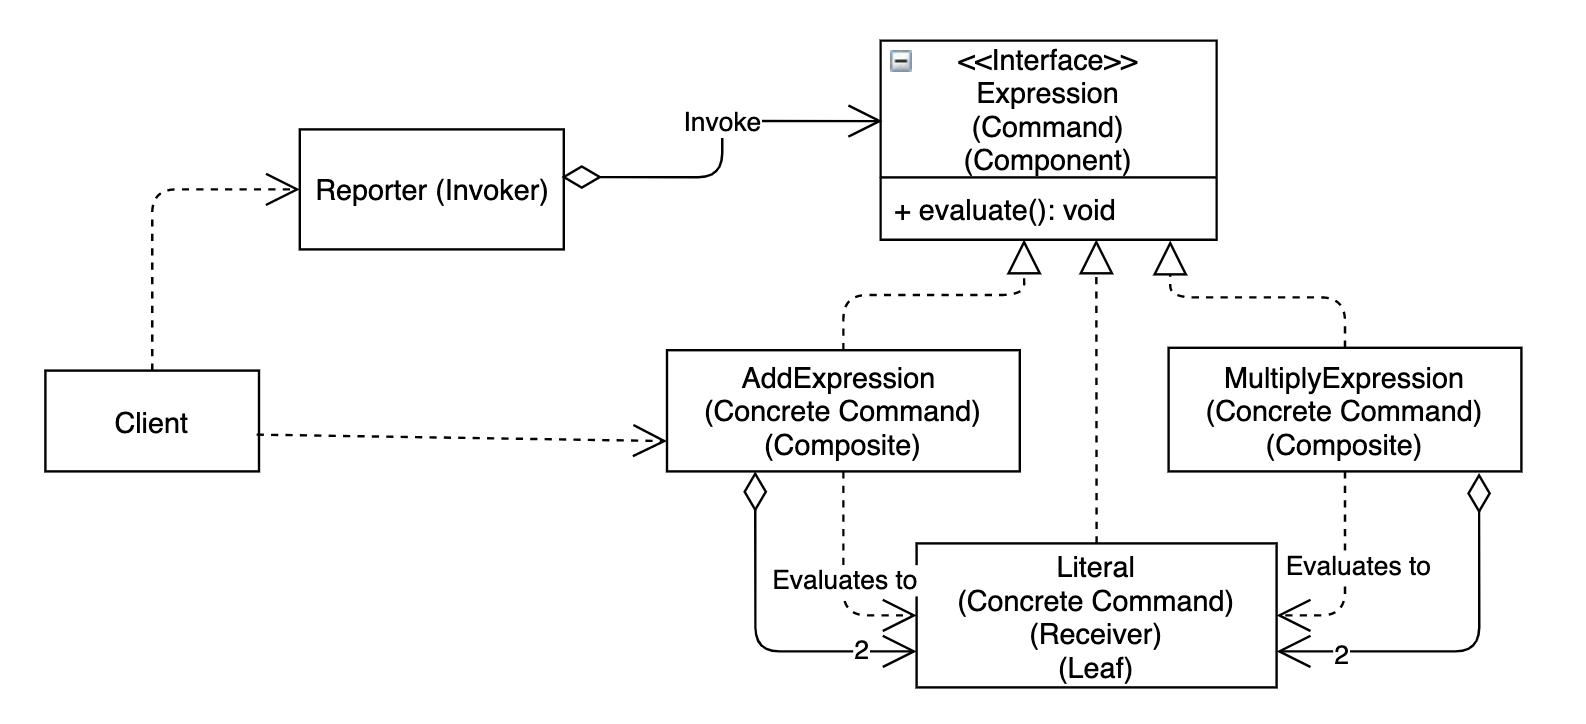 <<Interface>>
Expression
(Command)
(Component)
+ evaluate(): void
Invoke
Reporter (Invoker)
Client
AddExpression
(Concrete Command)
(Composite)
MultiplyExpression
(Concrete Command)
(Composite)
Evaluates to
Evaluates to
Literal
(Concrete Command)
(Receiver)
(Leaf)
2
2